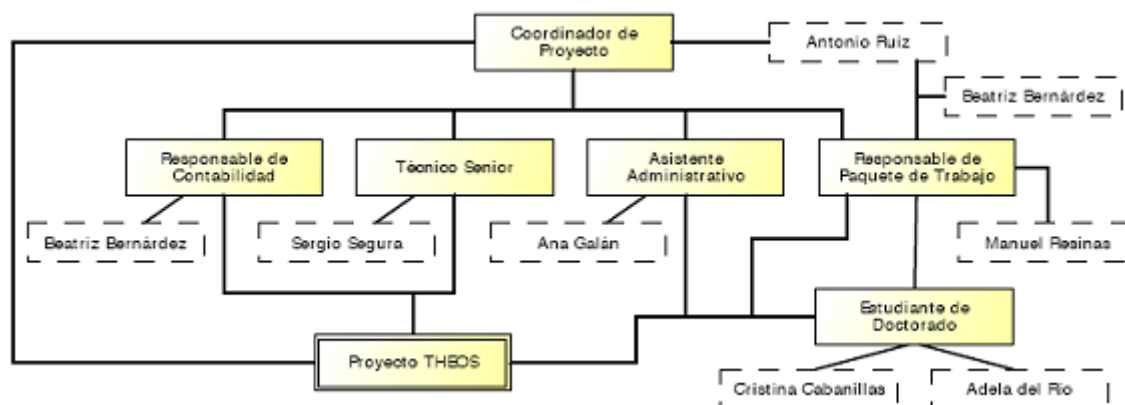 Coordinador de
Proyecto
Antonio Ruiz
Beatriz Bernárdez
Responsable de
Contabilidad
Técnico Senior
Asistente
Administrativo
Responsable de
Paquete de Trabajo
Beatriz Bernárdez
Sergio Segura
Ana Galán
Manuel Resinas
Estudiante de
Doctorado
Proyecto THEOS
Cristina Cabanillas
Adela del Río